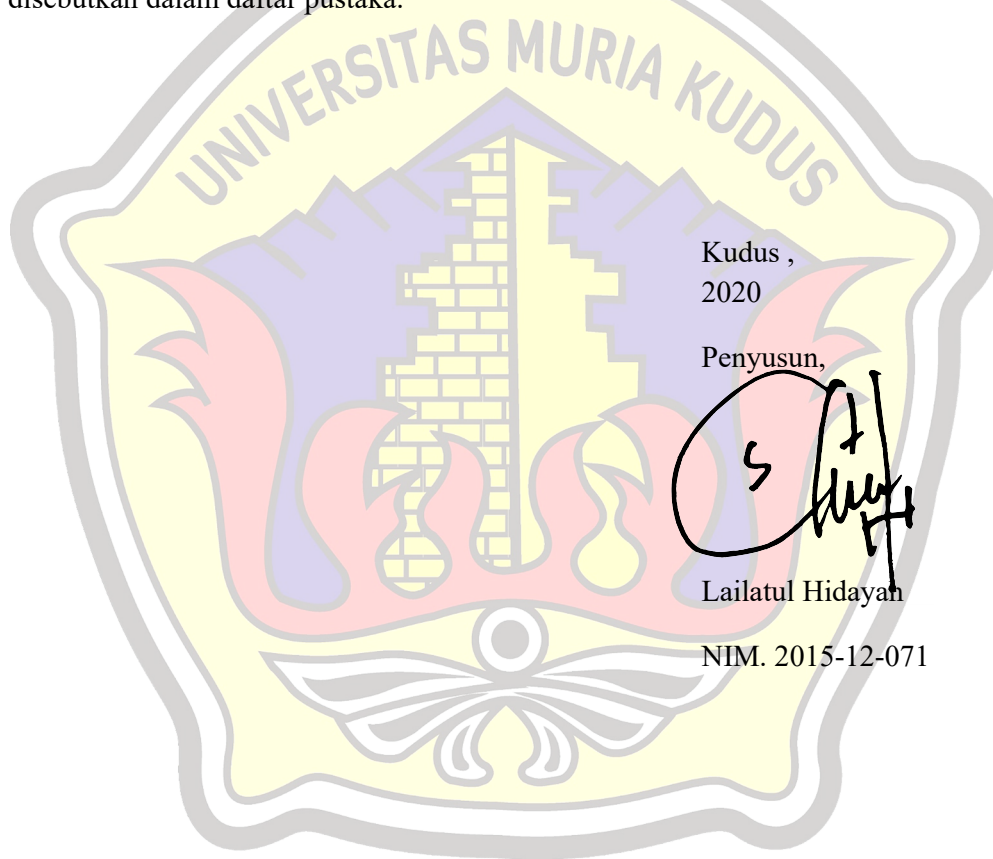 disebutkan dalam daftar pustaka.
UNIVERSITAS MURIA KUDUS
Kudus ,
2020
Penyusun,
Lailatul Hidayah
NIM. 2015-12-071